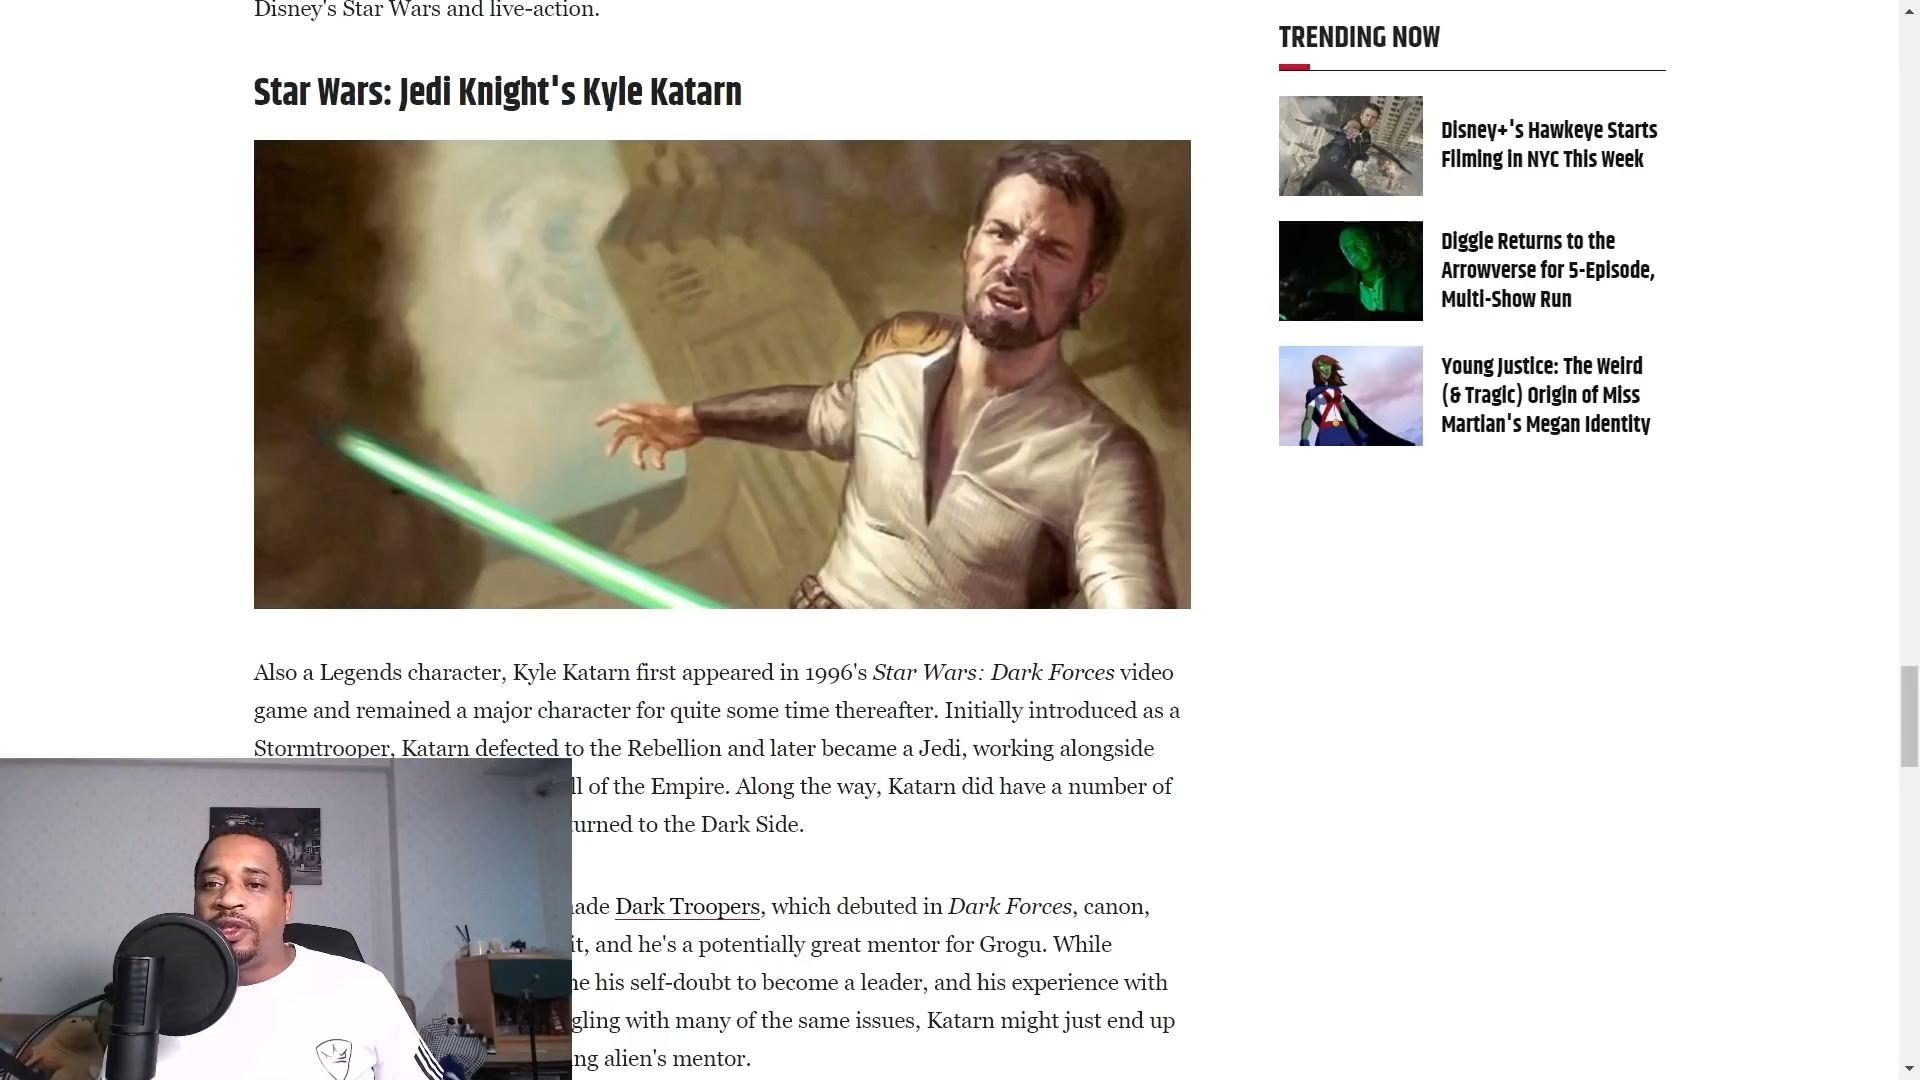 Disney's Star Wars and live-action.
Star Wars: Jedi Knight's Kyle Katarn
Also a Legends character, Kyle Katarn first appeared in 1996's Star Wars: Dark Forces video
game and remained a major character for quite some time thereafter. Initially introduced as a
Stormtrooper, Katarn defected to the Rebellion and later became a Jedi, working alongside
ll of the Empire. Along the way, Katarn did have a number of
turned to the Dark Side.
ade Dark Troopers, which debuted in Dark Forces, canon,
it, and he's a potentially great mentor for Grogu. While
ne his self-doubt to become a leader, and his experience with
gling with many of the same issues, Katarn might just end up
ng alien's mentor.
TRENDING NOW
Disney+'s Hawkeye Starts
Filming in NYC This Week
Diggle Returns to the
Arrowverse for 5-Episode,
Multi-Show Run
Young Justice: The Weird
(& Tragic) Origin of Miss
Martian's Megan Identity